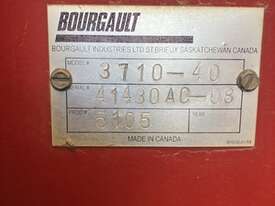 BOURGAULT
BOURGAULT INDUSTRIES LTD. ST.BRIEUX SASKATCHEWAN CANADA
MODEL# 3710-40
SERIAL# 41430AC-08
PROD# 5105 YEAR
MADE IN CANADA